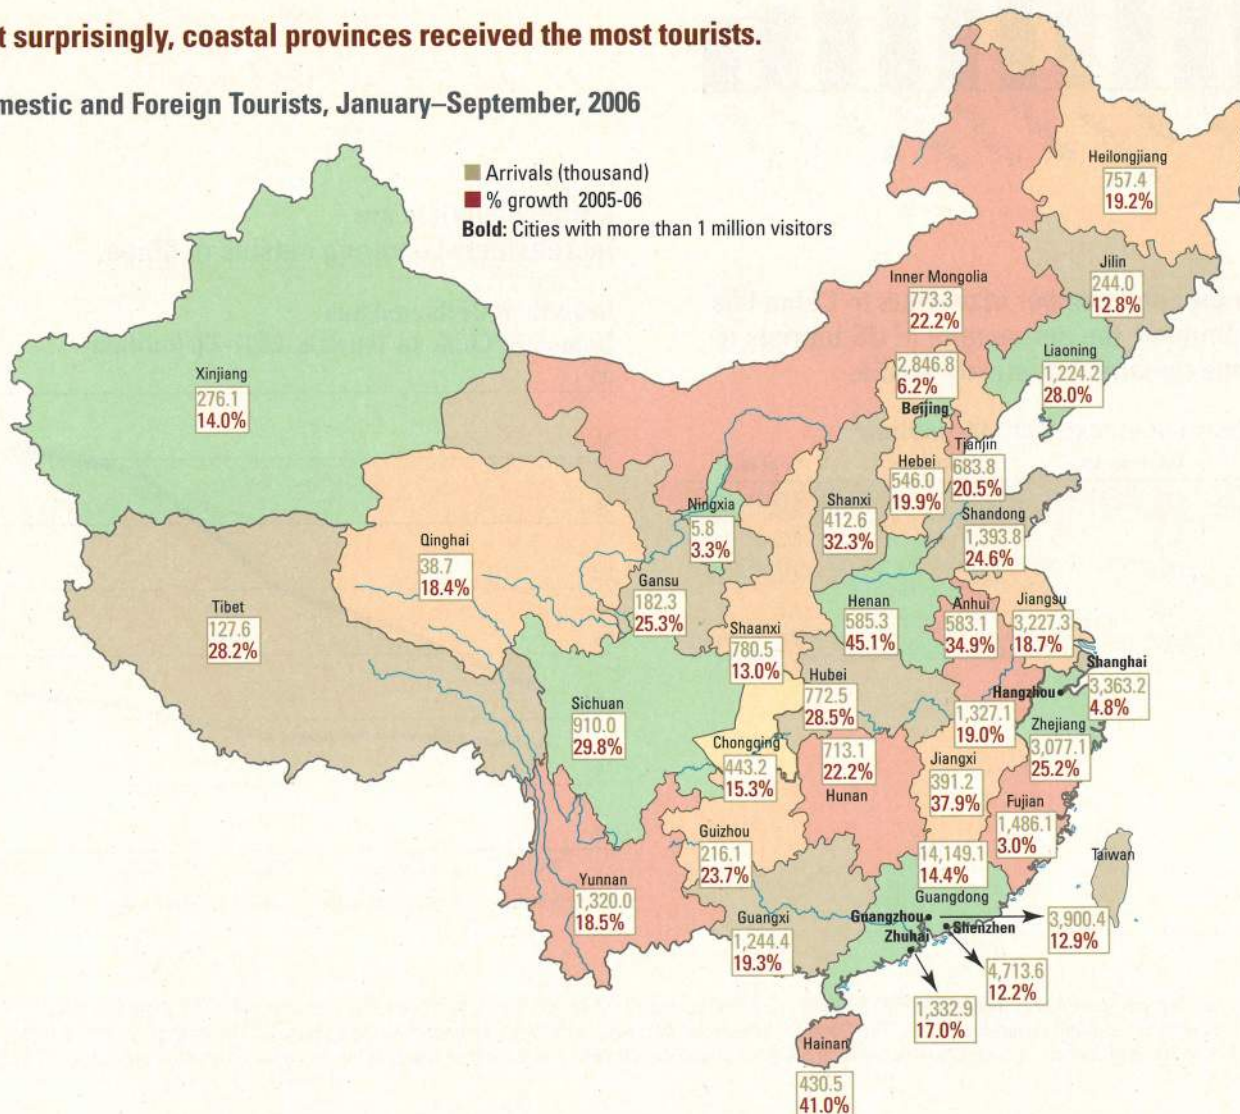 t surprisingly, coastal provinces received the most tourists.
mestic and Foreign Tourists, January–September, 2006
Arrivals (thousand)
% growth 2005-06
Bold: Cities with more than 1 million visitors
Heilongjiang
757.4
19.2%
Jilin
244.0
12.8%
Inner Mongolia
773.3
22.2%
Liaoning
1,224.2
28.0%
2,846.8
6.2%
Beijing
Xinjiang
276.1
14.0%
Tianjin
683.8
20.5%
Hebei
546.0
19.9%
Shanxi
412.6
32.3%
Ningxia
5.8
3.3%
Shandong
1,393.8
24.6%
Qinghai
38.7
18.4%
Gansu
182.3
25.3%
Tibet
127.6
28.2%
Shaanxi
780.5
13.0%
Henan
585.3
45.1%
Anhui
583.1
34.9%
Jiangsu
3,227.3
18.7%
Shanghai
3,363.2
4.8%
Hangzhou
1,327.1
19.0%
Hubei
772.5
28.5%
Sichuan
910.0
29.8%
Zhejiang
3,077.1
25.2%
Chongqing
443.2
15.3%
713.1
22.2%
Hunan
Jiangxi
391.2
37.9%
Fujian
1,486.1
3.0%
Guizhou
216.1
23.7%
14,149.1
14.4%
Guangdong
Taiwan
Yunnan
1,320.0
18.5%
Guangxi
1,244.4
19.3%
Guangzhou
3,900.4
12.9%
Shenzhen
4,713.6
12.2%
Zhuhai
1,332.9
17.0%
Hainan
430.5
41.0%